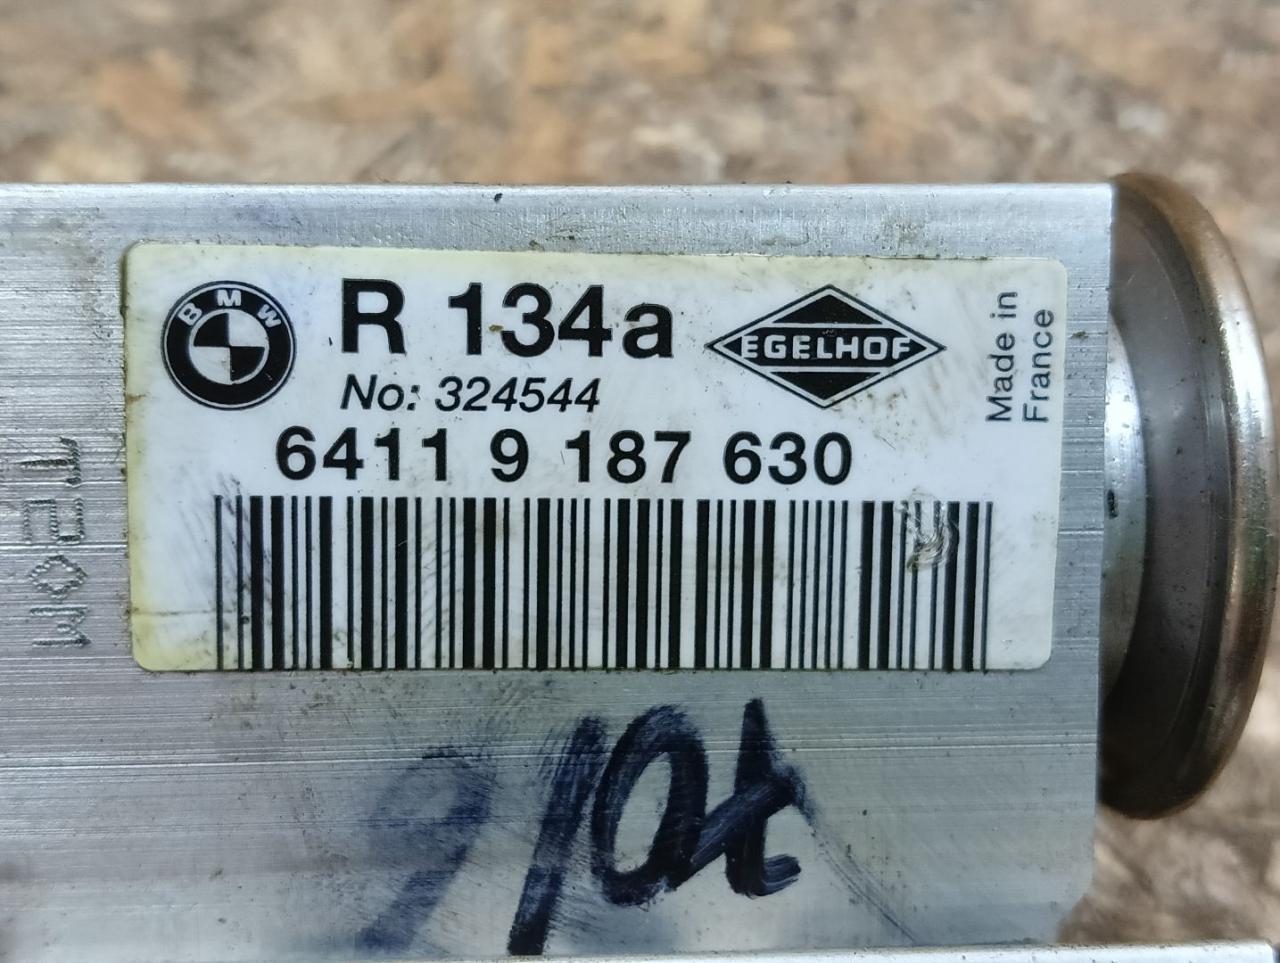 BMW
R 134a
EGELHOF
Made in
France
No: 324544
6411 9 187 630